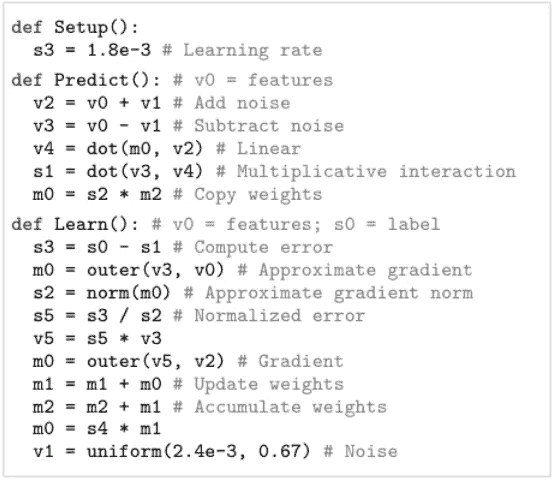 def Setup():
  s3 = 1.8e-3 # Learning rate
def Predict(): # v0 = features
  v2 = v0 + v1 # Add noise
  v3 = v0 - v1 # Subtract noise
  v4 = dot(m0, v2) # Linear
  s1 = dot(v3, v4) # Multiplicative interaction
  m0 = s2 * m2 # Copy weights
def Learn(): # v0 = features; s0 = label
  s3 = s0 - s1 # Compute error
  m0 = outer(v3, v0) # Approximate gradient
  s2 = norm(m0) # Approximate gradient norm
  s5 = s3 / s2 # Normalized error
  v5 = s5 * v3
  m0 = outer(v5, v2) # Gradient
  m1 = m1 + m0 # Update weights
  m2 = m2 + m1 # Accumulate weights
  m0 = s4 * m1
  v1 = uniform(2.4e-3, 0.67) # Noise